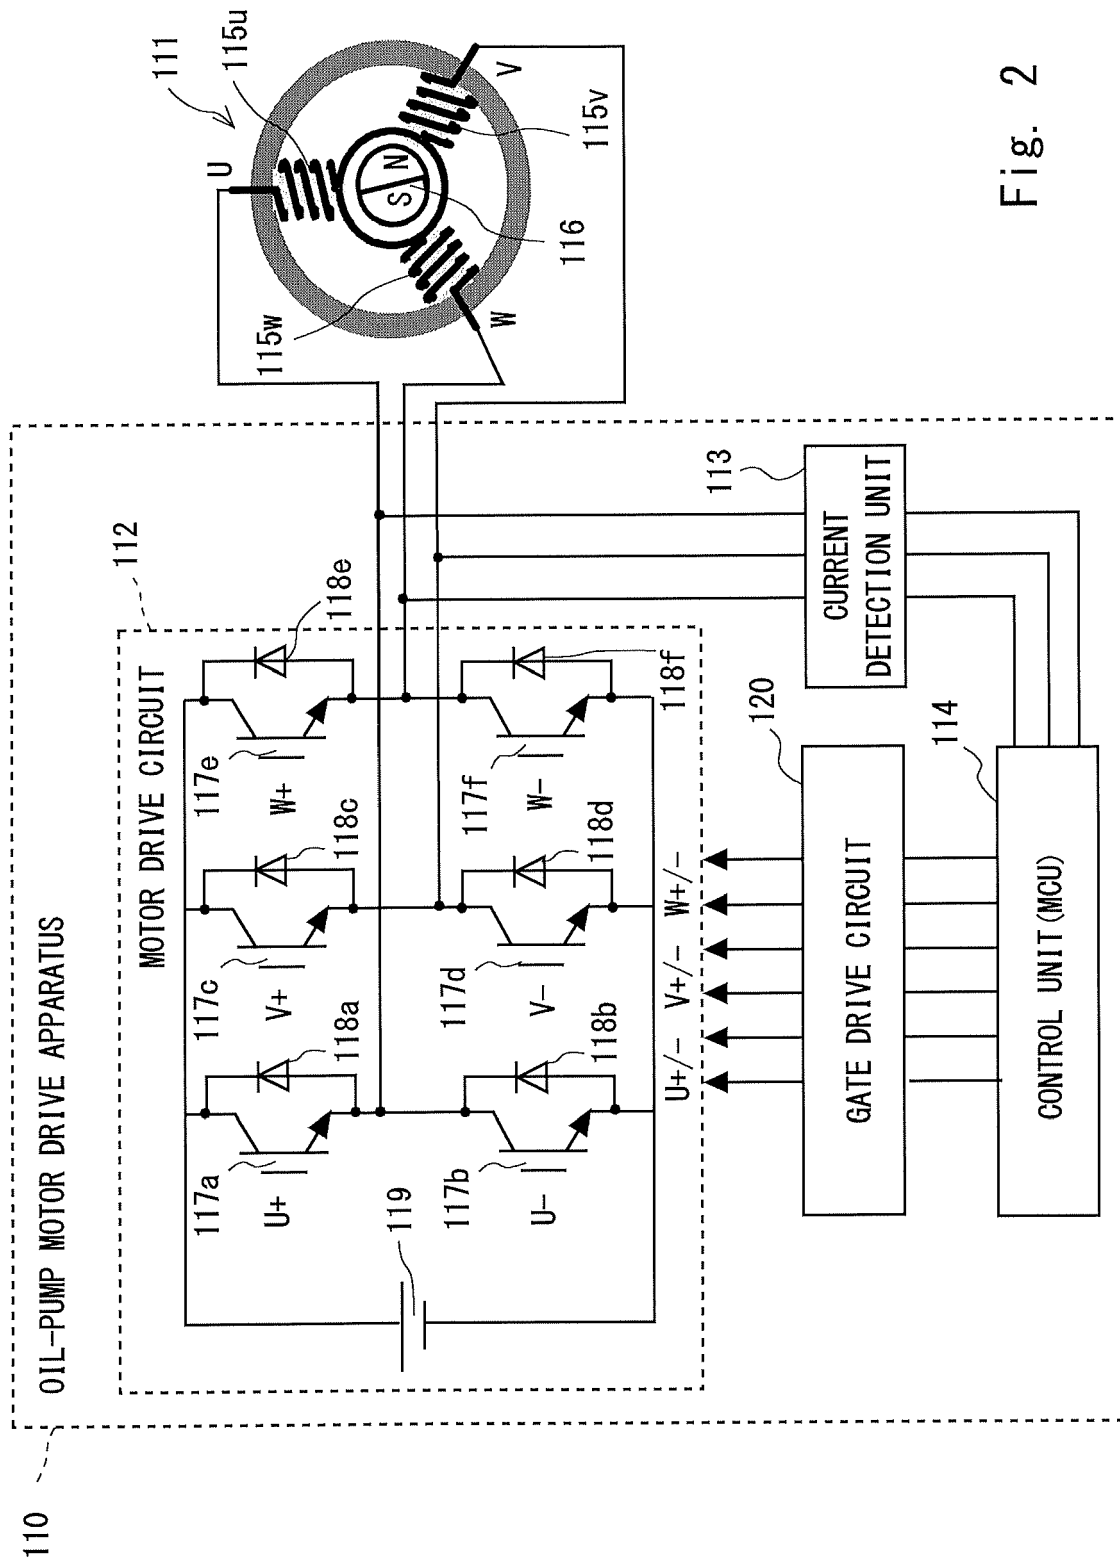 110
OIL-PUMP MOTOR DRIVE APPARATUS
MOTOR DRIVE CIRCUIT
112
117a
U+
118a
117c
V+
118c
117e
W+
118e
119
117b
U−
118b
117d
V−
118d
117f
W−
118f
U+/−
V+/−
W+/−
120
GATE DRIVE CIRCUIT
113
CURRENT
DETECTION UNIT
114
CONTROL UNIT(MCU)
111
115u
U
S
N
115w
W
116
V
115v
Fig. 2